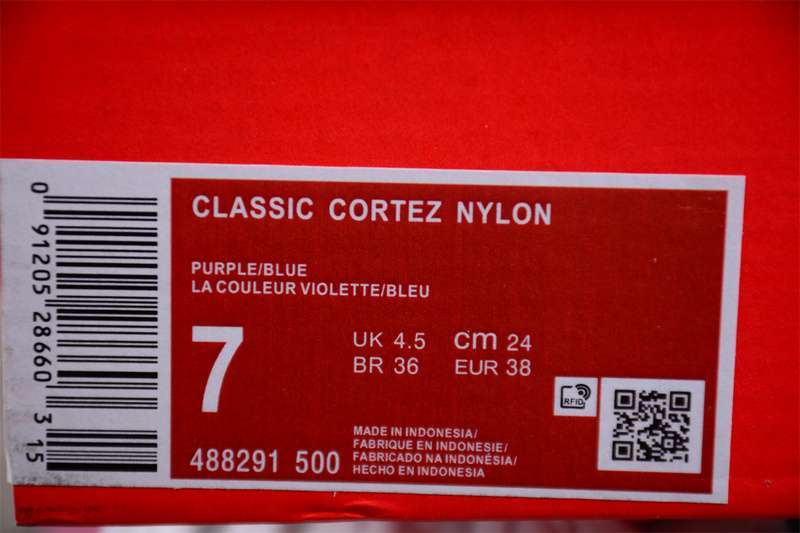 0 91205 28660 3 15
CLASSIC CORTEZ NYLON
PURPLE/BLUE
LA COULEUR VIOLETTE/BLEU
7
UK 4.5 cm 24
BR 36 EUR 38
RFID
488291 500
MADE IN INDONESIA/
FABRIQUE EN INDONESIE/
FABRICADO NA INDONÉSIA/
HECHO EN INDONESIA